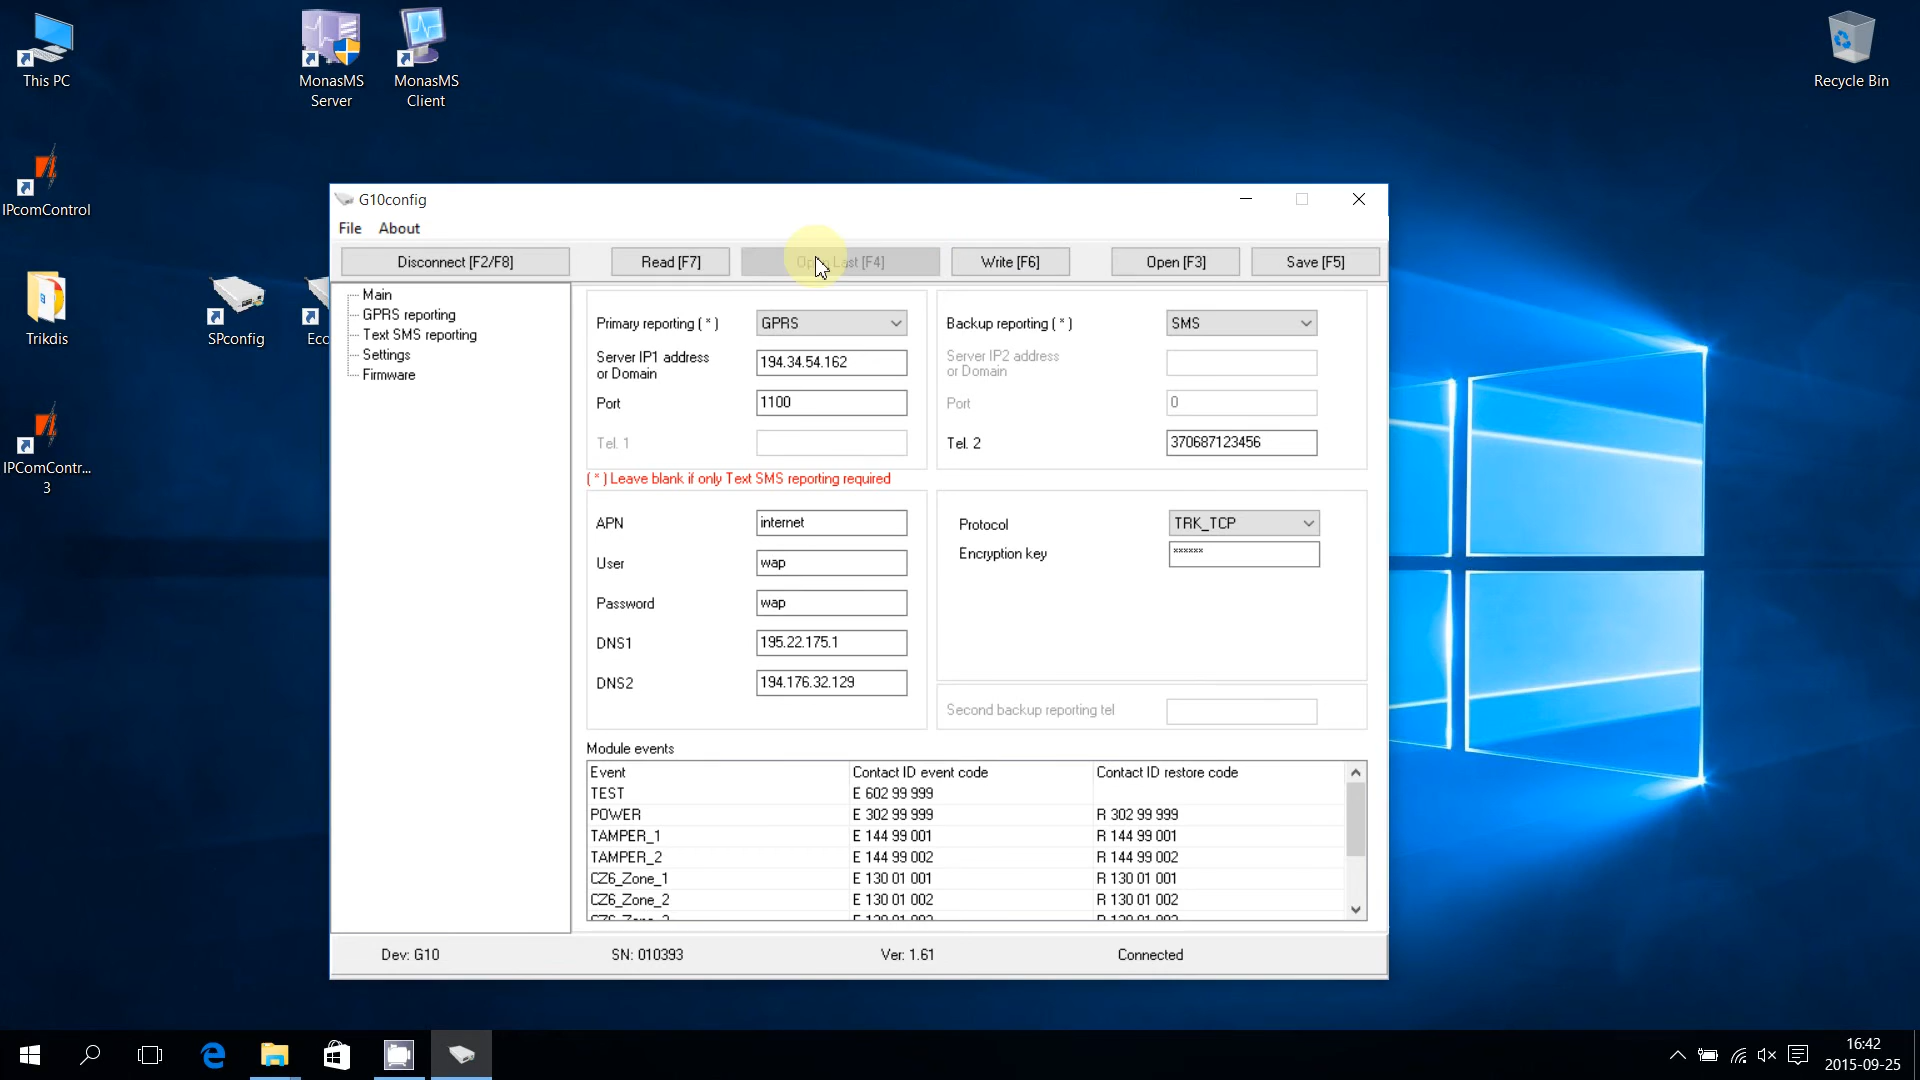 This PC
MonasMS
Server
MonasMS
Client
Recycle Bin
IPcomControl
Trikdis
SPconfig
Eco
IPComContr...
3
G10config
File About
Disconnect [F2/F8] Read [F7] Open Last [F4] Write [F6] Open [F3] Save [F5]
Main
GPRS reporting
Text SMS reporting
Settings
Firmware
Primary reporting ( * ) GPRS
Server IP1 address
or Domain
194.34.54.162
Port 1100
Tel. 1
Backup reporting ( * ) SMS
Server IP2 address
or Domain
Port 0
Tel. 2 370687123456
( * ) Leave blank if only Text SMS reporting required
APN internet
User wap
Password wap
DNS1 195.22.175.1
DNS2 194.176.32.129
Protocol TRK_TCP
Encryption key ******
Second backup reporting tel
Module events
Event Contact ID event code Contact ID restore code
TEST E 602 99 999
POWER E 302 99 999 R 302 99 999
TAMPER_1 E 144 99 001 R 144 99 001
TAMPER_2 E 144 99 002 R 144 99 002
CZ6_Zone_1 E 130 01 001 R 130 01 001
CZ6_Zone_2 E 130 01 002 R 130 01 002
Dev: G10 SN: 010393 Ver: 1.61 Connected
16:42
2015-09-25